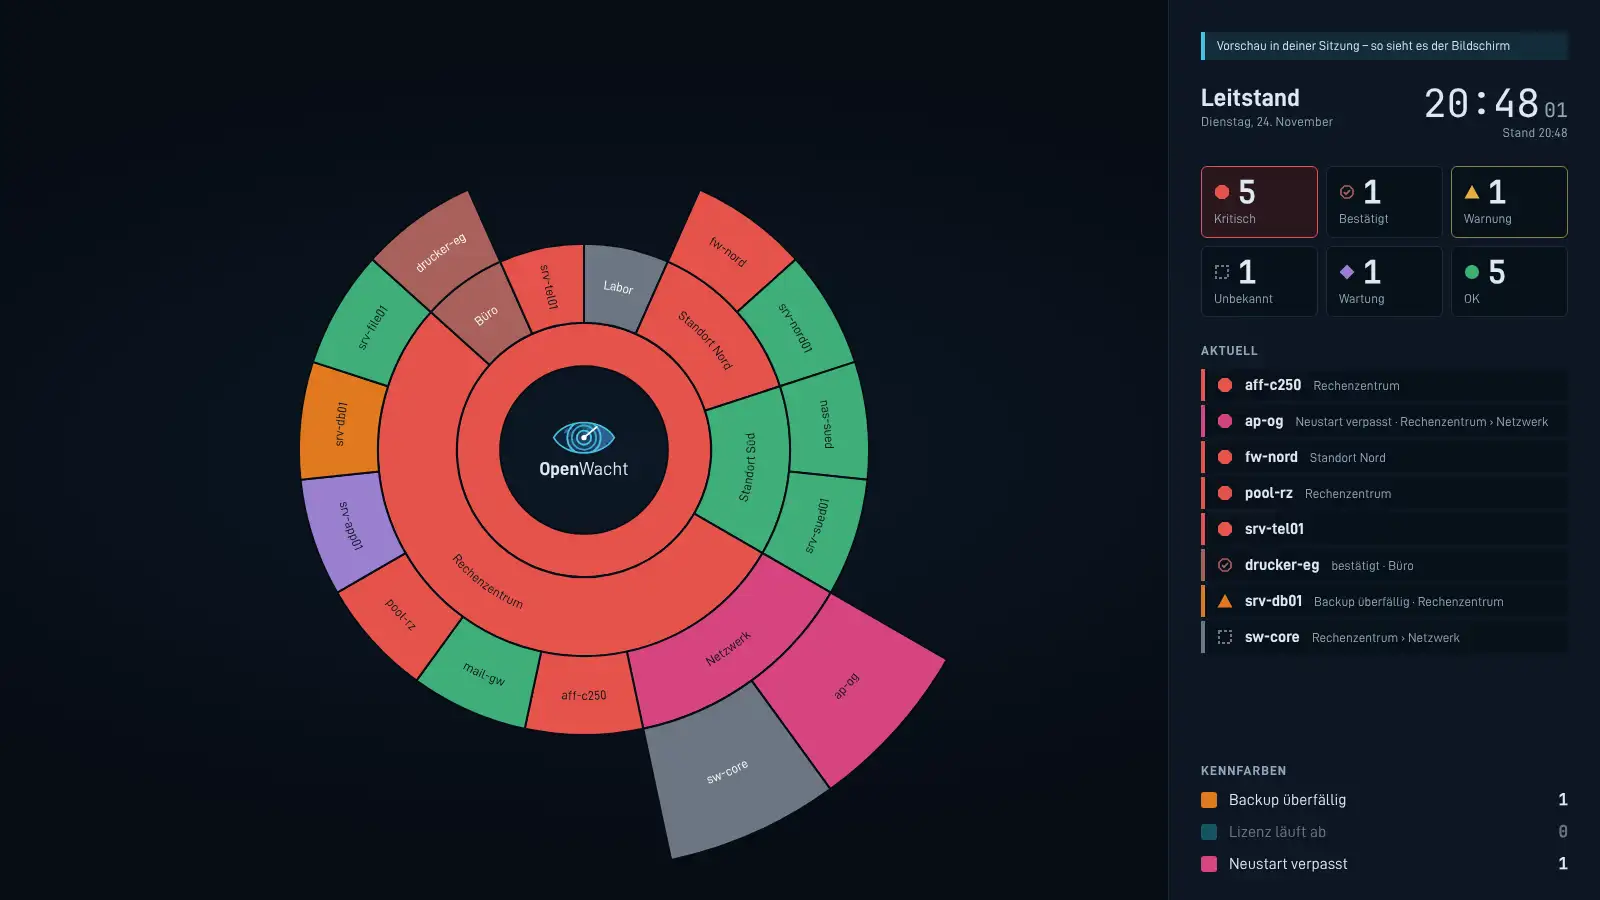 Vorschau in deiner Sitzung – so sieht es der Bildschirm
Leitstand
Dienstag, 24. November
20:48 01
Stand 20:48
5
Kritisch
1
Bestätigt
1
Warnung
1
Unbekannt
1
Wartung
5
OK
AKTUELL
aff-c250 Rechenzentrum
ap-og Neustart verpasst · Rechenzentrum › Netzwerk
fw-nord Standort Nord
pool-rz Rechenzentrum
srv-tel01
drucker-eg bestätigt · Büro
srv-db01 Backup überfällig · Rechenzentrum
sw-core Rechenzentrum › Netzwerk
KENNFARBEN
Backup überfällig 1
Lizenz läuft ab 0
Neustart verpasst 1
OpenWacht
Labor
Standort Nord
fw-nord
srv-nord01
Standort Süd
nas-sued
srv-sued01
Rechenzentrum
Netzwerk
ap-og
sw-core
aff-c250
mail-gw
pool-rz
srv-app01
srv-db01
srv-file01
Büro
drucker-eg
srv-tel01